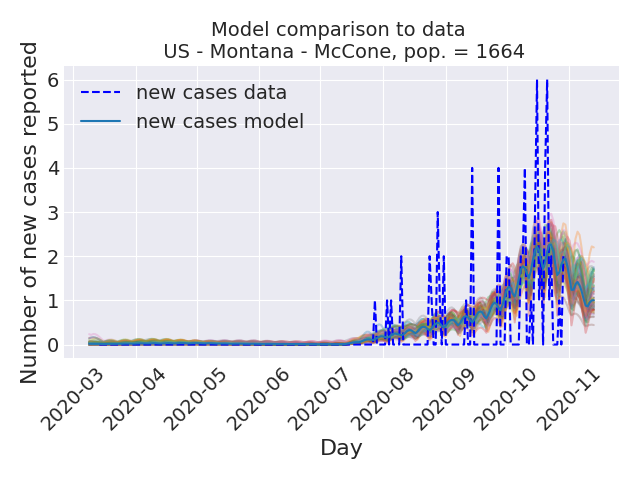 Model comparison to data
US - Montana - McCone, pop. = 1664
Number of new cases reported
6
5
4
3
2
1
0
new cases data
new cases model
2020-03
2020-04
2020-05
2020-06
2020-07
2020-08
2020-09
2020-10
2020-11
Day